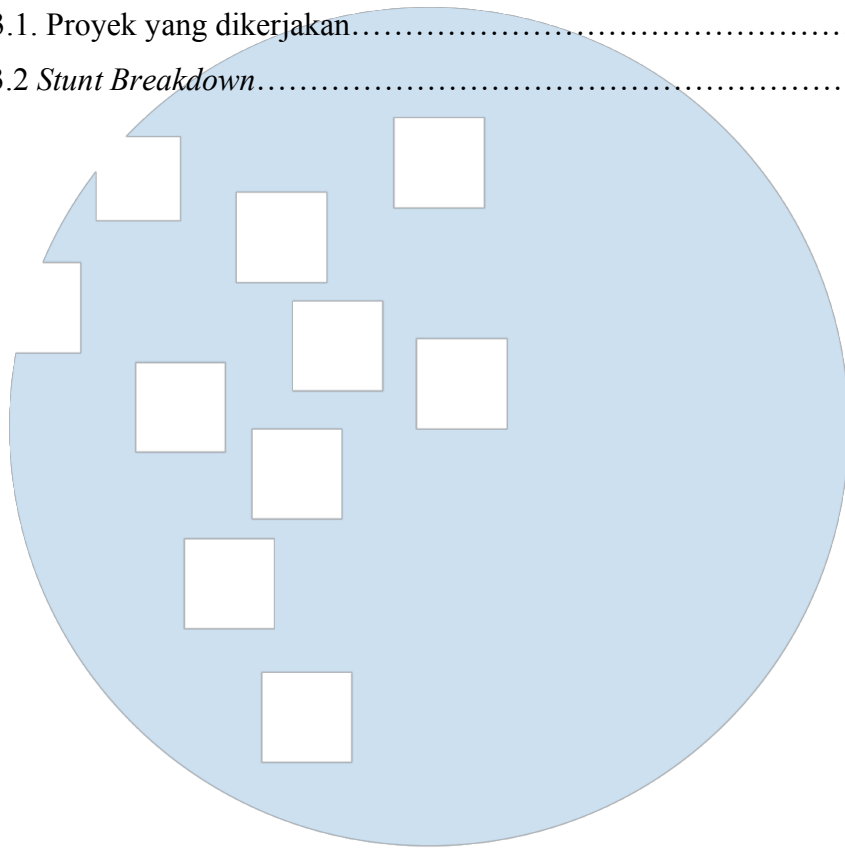 3.1. Proyek yang dikerjakan……………………………………………
3.2 Stunt Breakdown……………………………………………………